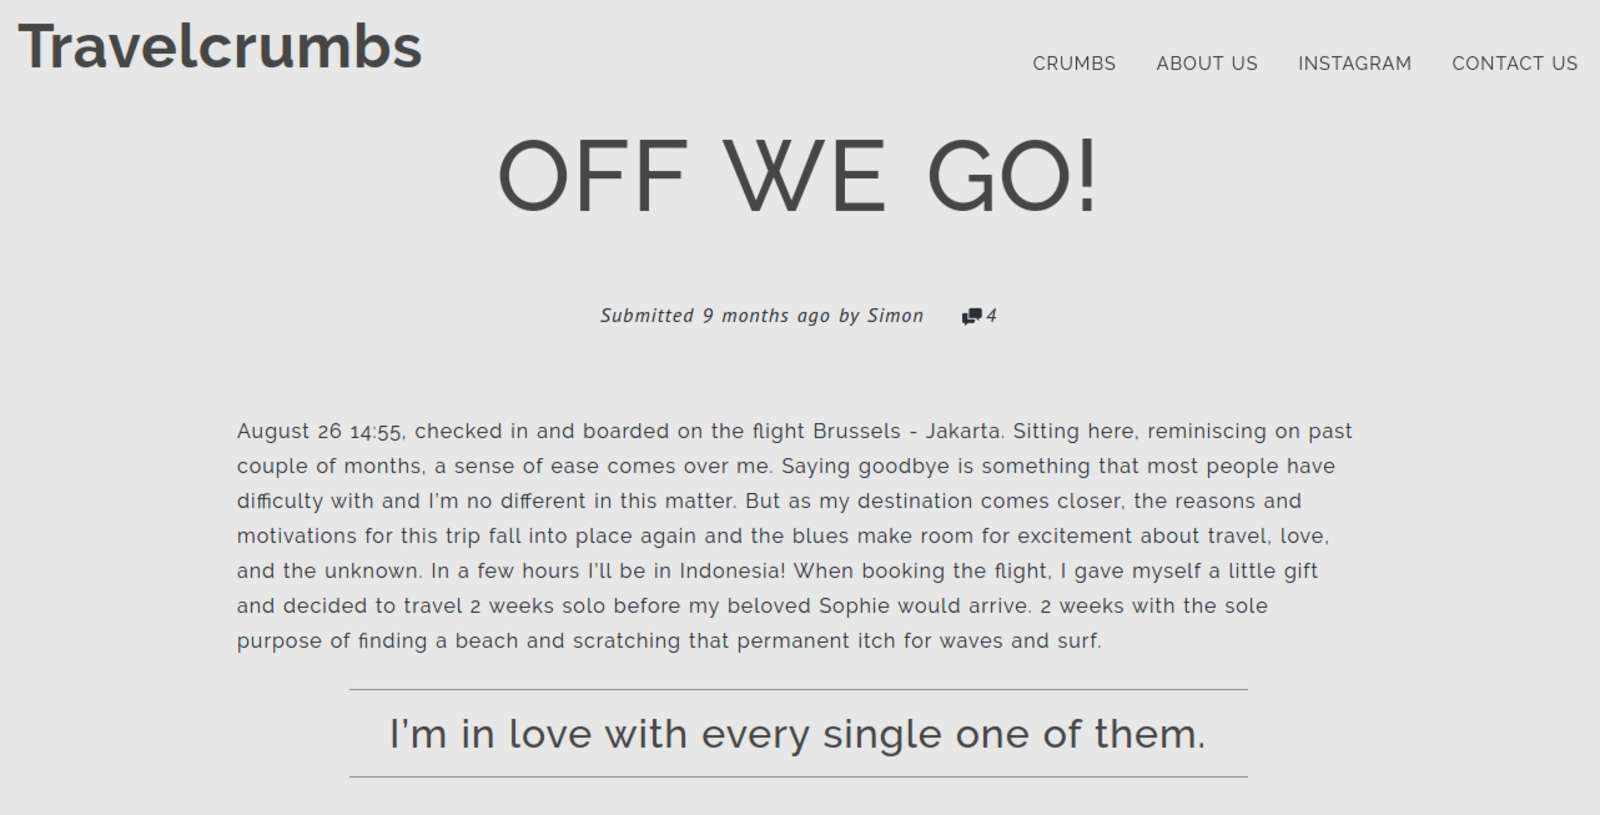 Travelcrumbs
CRUMBS ABOUT US INSTAGRAM CONTACT US
OFF WE GO!
Submitted 9 months ago by Simon 4
August 26 14:55, checked in and boarded on the flight Brussels - Jakarta. Sitting here, reminiscing on past
couple of months, a sense of ease comes over me. Saying goodbye is something that most people have
difficulty with and I'm no different in this matter. But as my destination comes closer, the reasons and
motivations for this trip fall into place again and the blues make room for excitement about travel, love,
and the unknown. In a few hours I'll be in Indonesia! When booking the flight, I gave myself a little gift
and decided to travel 2 weeks solo before my beloved Sophie would arrive. 2 weeks with the sole
purpose of finding a beach and scratching that permanent itch for waves and surf.
I'm in love with every single one of them.